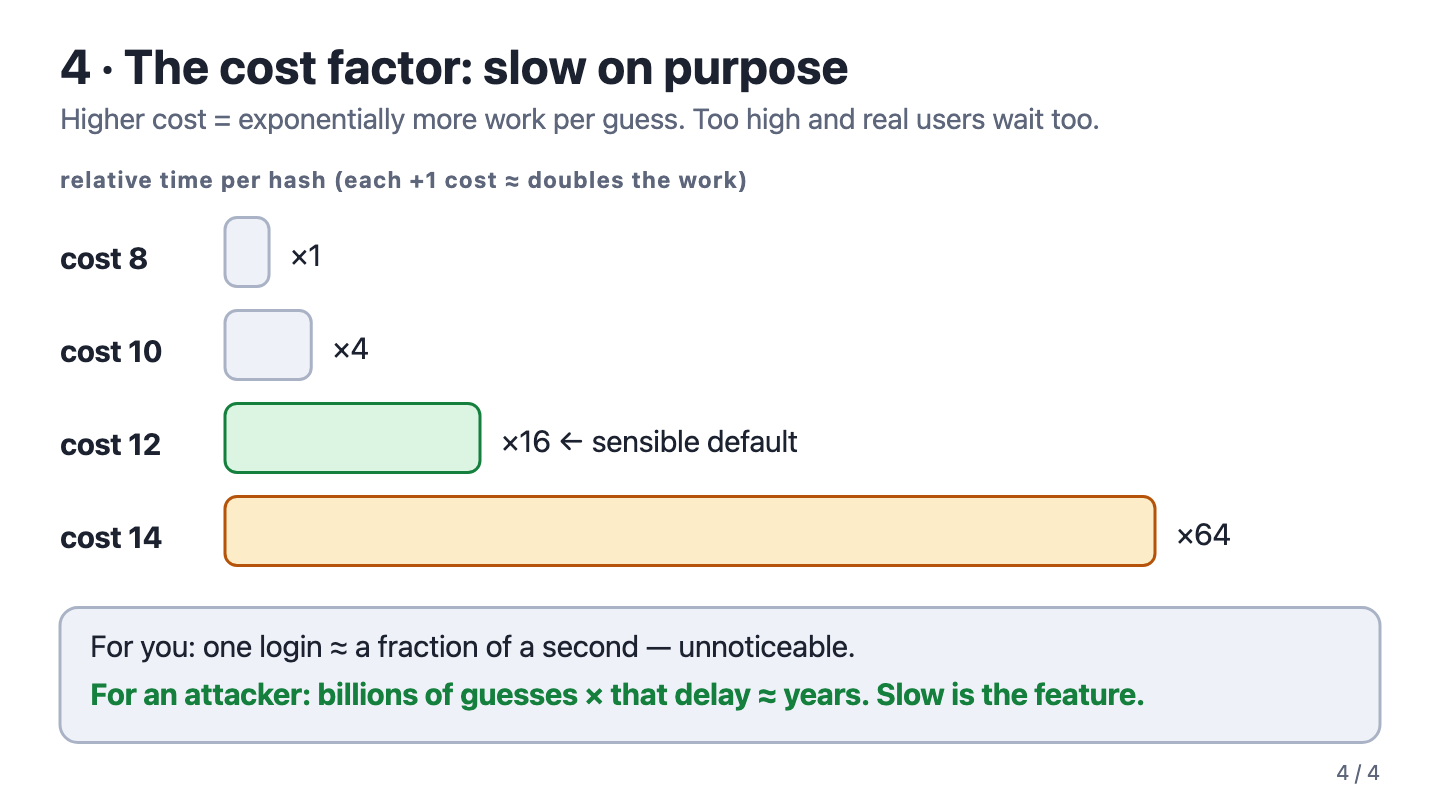 4 · The cost factor: slow on purpose
Higher cost = exponentially more work per guess. Too high and real users wait too.
relative time per hash (each +1 cost ≈ doubles the work)
cost 8 ×1
cost 10 ×4
cost 12 ×16 ← sensible default
cost 14 ×64
For you: one login ≈ a fraction of a second — unnoticeable.
For an attacker: billions of guesses × that delay ≈ years. Slow is the feature.
4 / 4